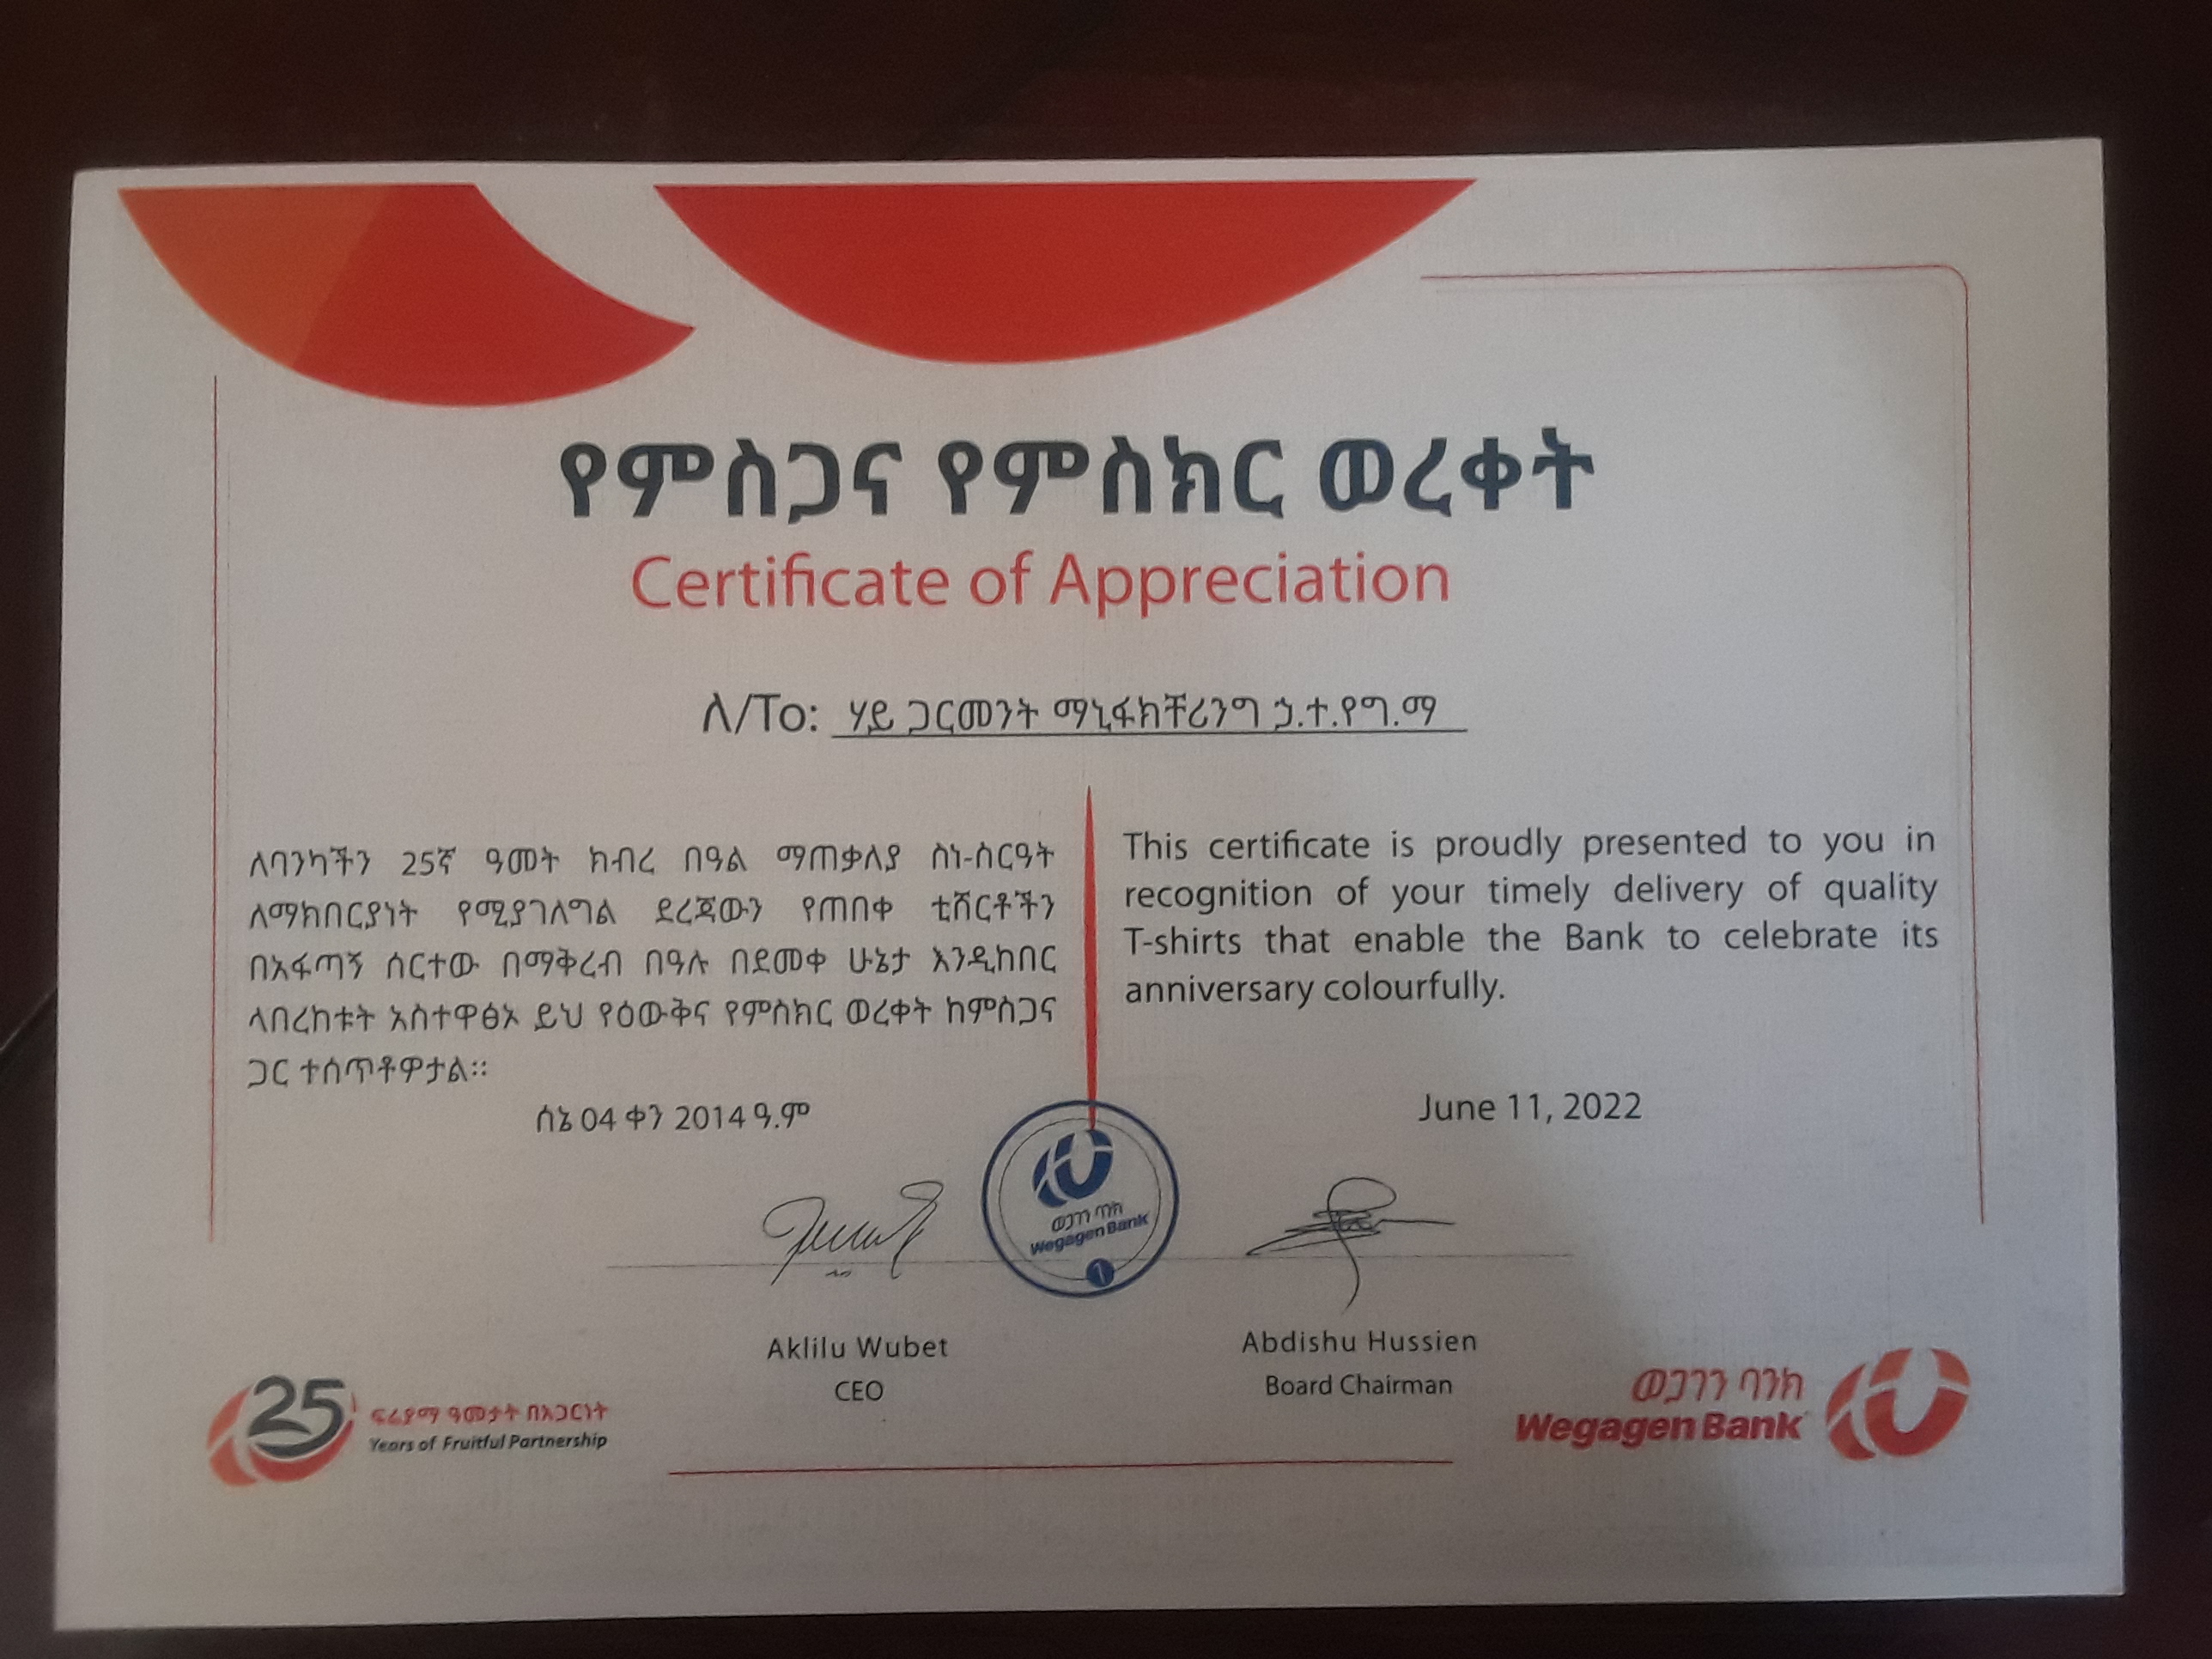 የምስጋና የምስክር ወረቀት
Certificate of Appreciation
ለ/To: ሃይ ጋርመንት ማኒፋክቸሪንግ ኃ.ተ.የግ.ማ
ለባንካችን 25ኛ ዓመት ክብረ በዓል ማጠቃለያ ስነ-ስርዓት
ለማክበርያነት የሚያገለግል ደረጃውን የጠበቀ ቲሸርቶችን
በአፋጣኝ ሰርተው በማቅረብ በዓሉ በደመቀ ሁኔታ እንዲከበር
ላበረከቱት አስተዋፅኦ ይህ የዕውቅና የምስክር ወረቀት ከምስጋና
ጋር ተሰጥቶዋታል።
ሰኔ 04 ቀን 2014 ዓ.ም
This certificate is proudly presented to you in
recognition of your timely delivery of quality
T-shirts that enable the Bank to celebrate its
anniversary colourfully.
June 11, 2022
ወጋገን ባንክ
Wegagen Bank
1
Aklilu Wubet
CEO
Abdishu Hussien
Board Chairman
25
ፍሬያማ ዓመታት በአጋርነት
Years of Fruitful Partnership
ወጋገን ባንክ
Wegagen Bank